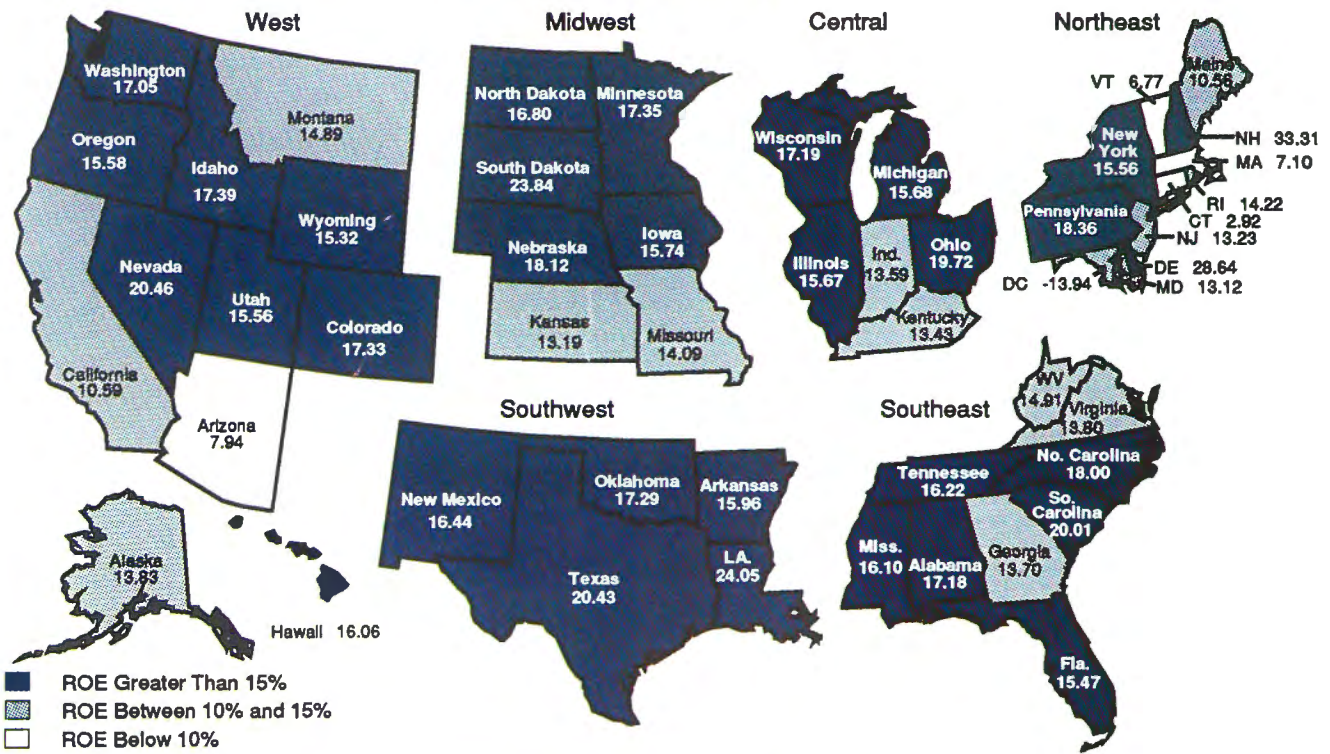 West
Washington
17.05
Montana
14.89
Oregon
15.58
Idaho
17.39
Wyoming
15.32
Nevada
20.46
Utah
15.56
Colorado
17.33
California
10.59
Arizona
7.94
Alaska
13.83
Hawaii 16.06
Midwest
North Dakota
16.80
Minnesota
17.35
South Dakota
23.84
Nebraska
18.12
Iowa
15.74
Kansas
13.19
Missouri
14.09
Central
Wisconsin
17.19
Michigan
15.68
Illinois
15.67
Ind.
13.59
Ohio
19.72
Kentucky
13.43
Northeast
Maine
10.56
VT 6.77
New
York
15.56
NH 33.31
MA 7.10
RI 14.22
CT 2.92
Pennsylvania
18.36
NJ 13.23
DE 28.64
DC -13.94
MD 13.12
Southwest
New Mexico
16.44
Oklahoma
17.29
Arkansas
15.96
Texas
20.43
LA.
24.05
Southeast
WV
14.91
Virginia
13.80
No. Carolina
18.00
Tennessee
16.22
So.
Carolina
20.01
Miss.
16.10
Alabama
17.18
Georgia
13.70
Fla.
15.47
ROE Greater Than 15%
ROE Between 10% and 15%
ROE Below 10%